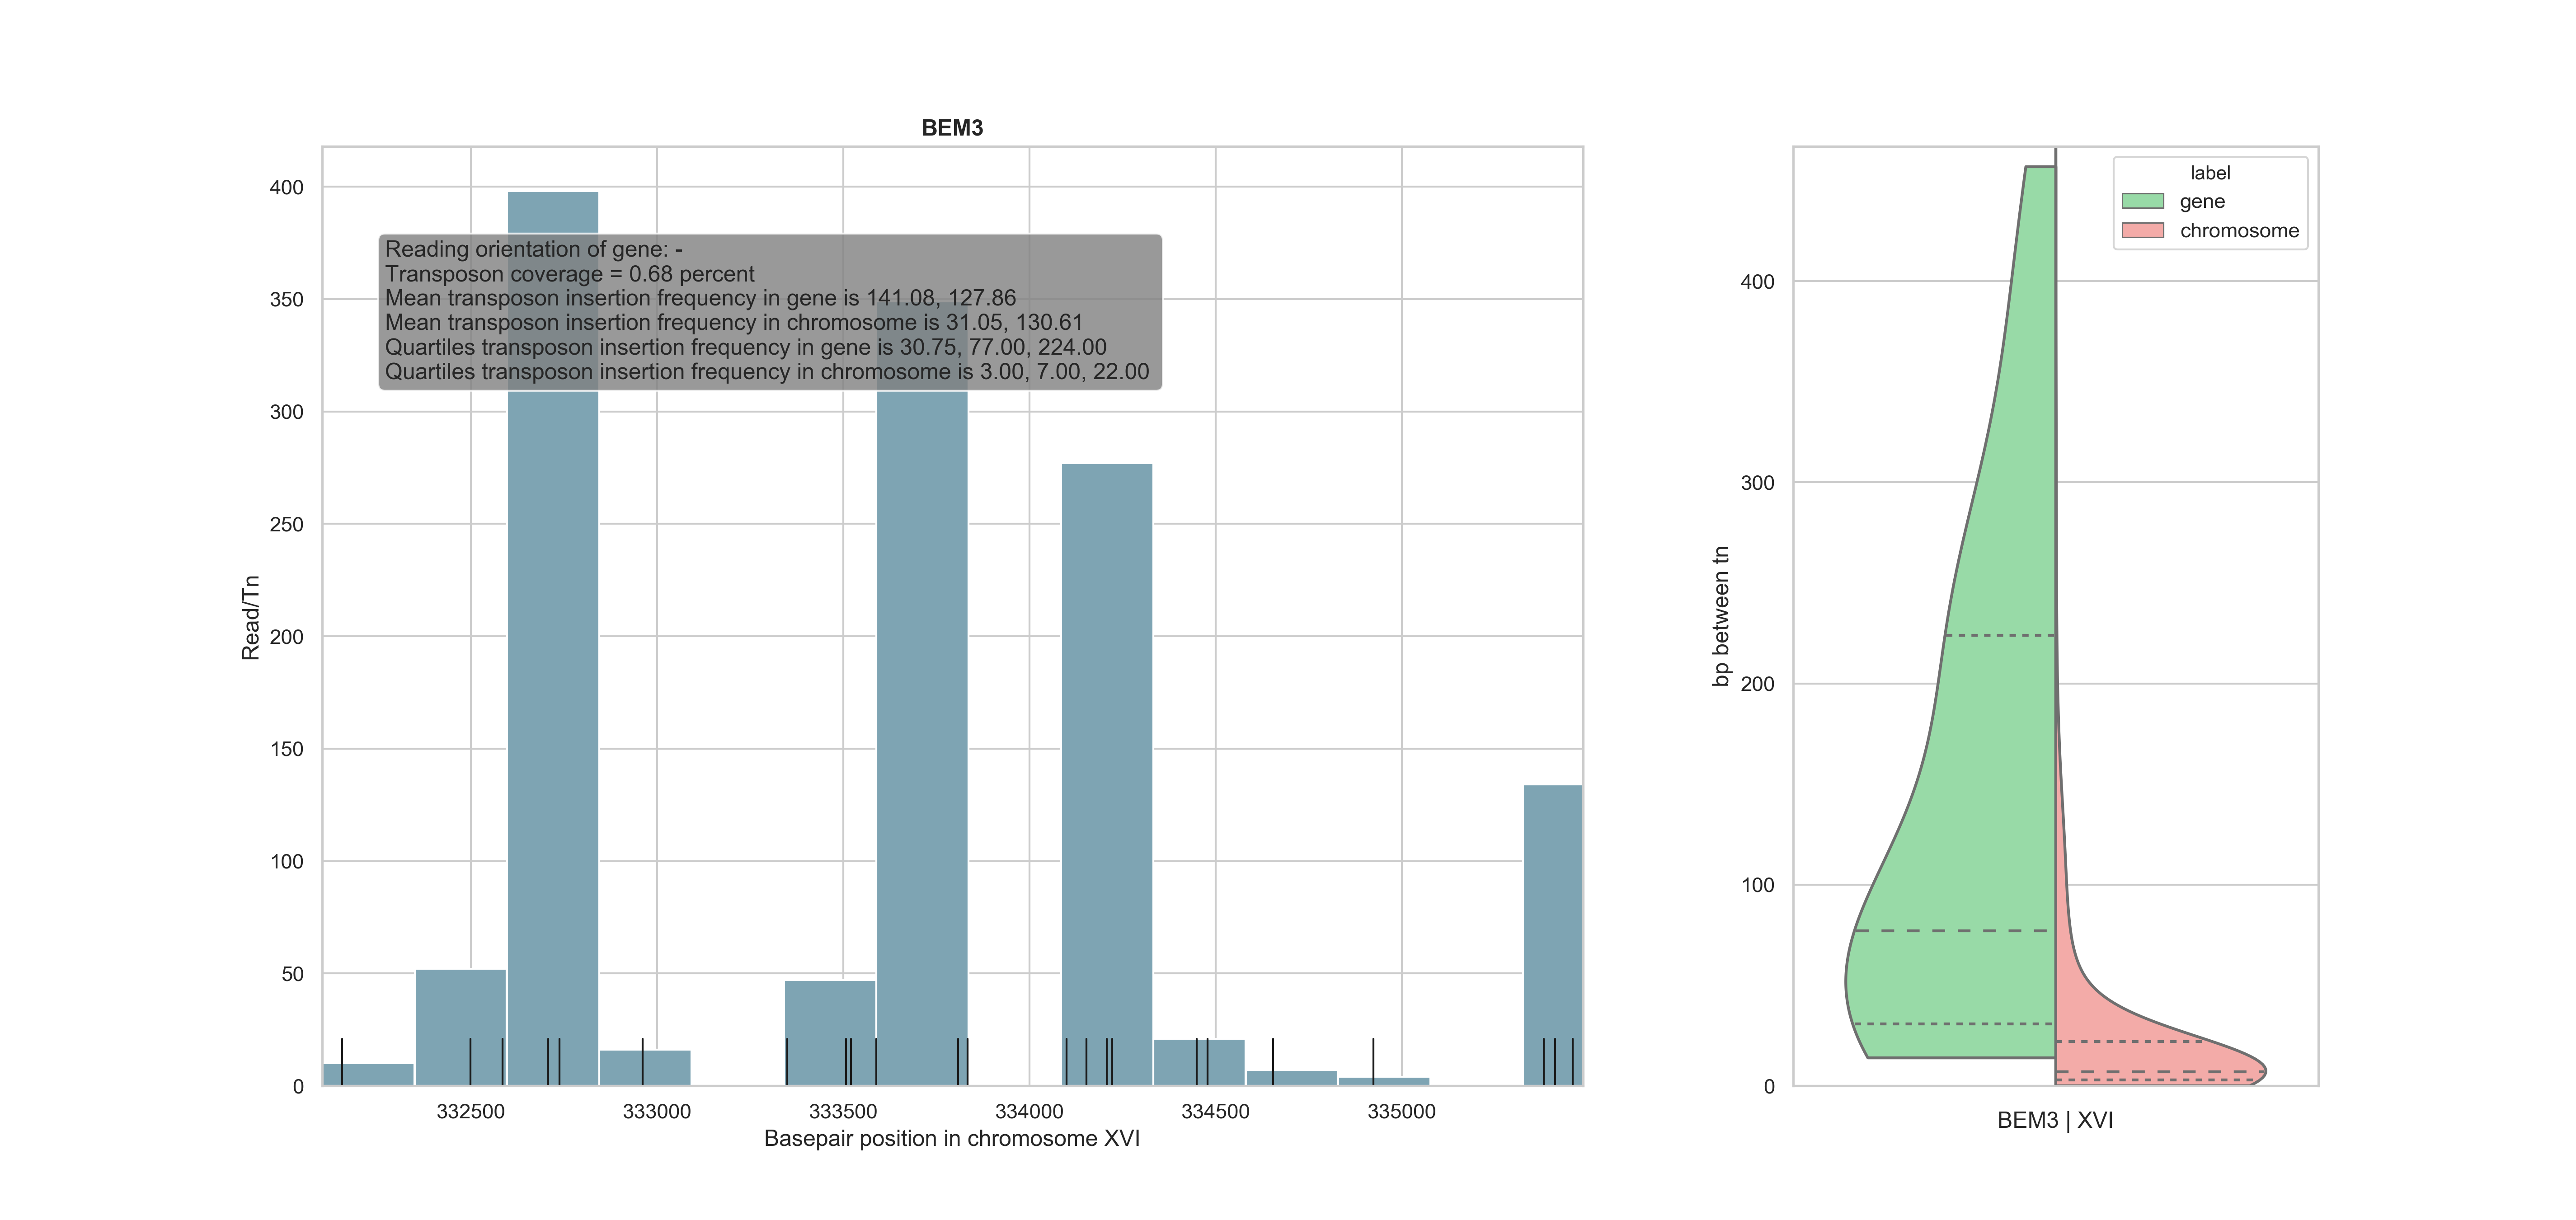 BEM3
400
350
300
250
200
150
100
50
0
Read/Tn
Reading orientation of gene: -
Transposon coverage = 0.68 percent
Mean transposon insertion frequency in gene is 141.08, 127.86
Mean transposon insertion frequency in chromosome is 31.05, 130.61
Quartiles transposon insertion frequency in gene is 30.75, 77.00, 224.00
Quartiles transposon insertion frequency in chromosome is 3.00, 7.00, 22.00
332500 333000 333500 334000 334500 335000
Basepair position in chromosome XVI
label
gene
chromosome
400
300
200
100
0
bp between tn
BEM3 | XVI